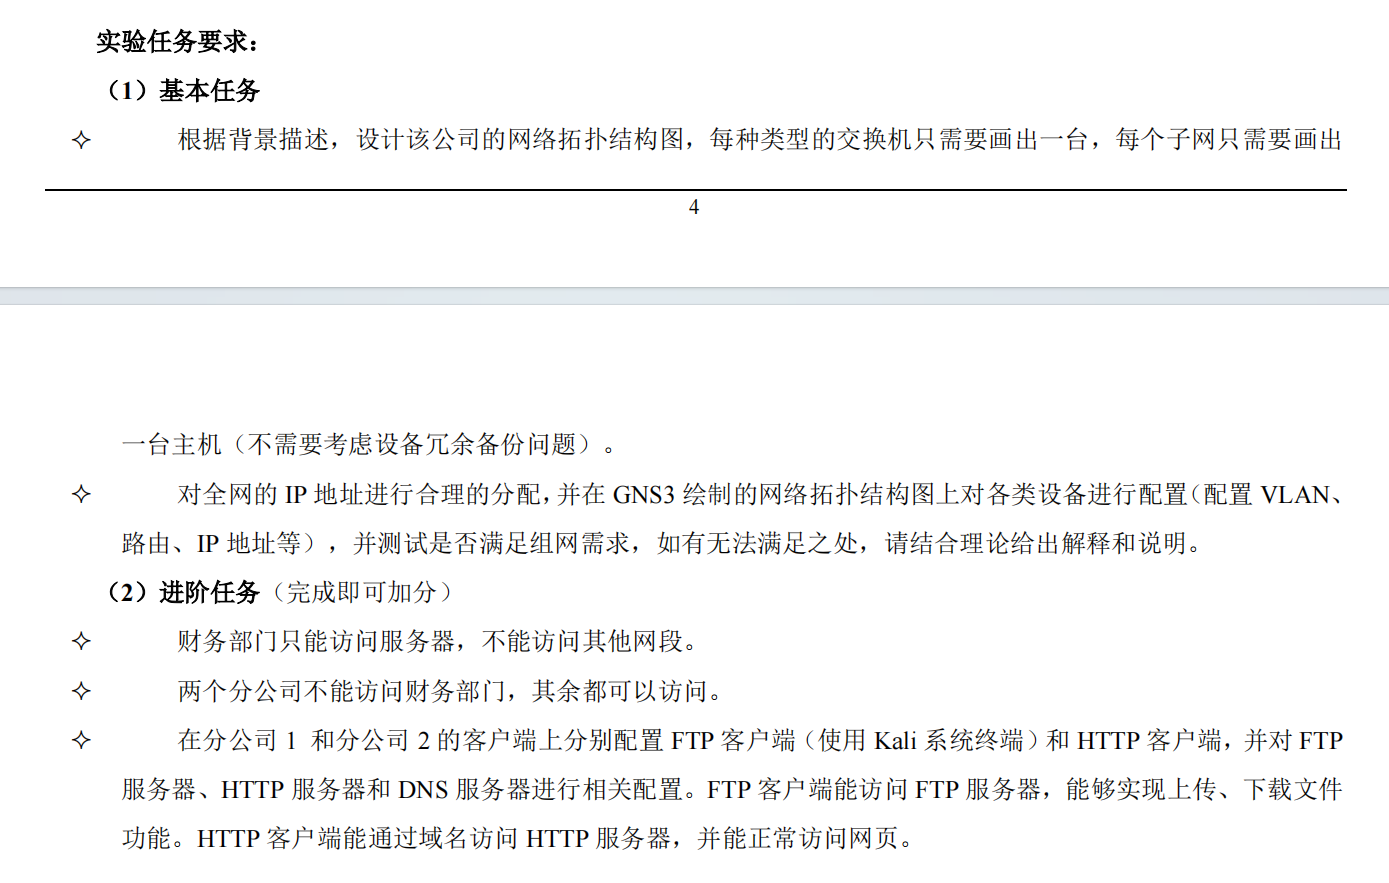 实验任务要求：
（1）基本任务
✧ 根据背景描述，设计该公司的网络拓扑结构图，每种类型的交换机只需要画出一台，每个子网只需要画出
4
一台主机（不需要考虑设备冗余备份问题）。
✧ 对全网的 IP 地址进行合理的分配，并在 GNS3 绘制的网络拓扑结构图上对各类设备进行配置（配置 VLAN、
路由、IP 地址等），并测试是否满足组网需求，如有无法满足之处，请结合理论给出解释和说明。
（2）进阶任务（完成即可加分）
✧ 财务部门只能访问服务器，不能访问其他网段。
✧ 两个分公司不能访问财务部门，其余都可以访问。
✧ 在分公司 1 和分公司 2 的客户端上分别配置 FTP 客户端（使用 Kali 系统终端）和 HTTP 客户端，并对 FTP
服务器、HTTP 服务器和 DNS 服务器进行相关配置。FTP 客户端能访问 FTP 服务器，能够实现上传、下载文件
功能。HTTP 客户端能通过域名访问 HTTP 服务器，并能正常访问网页。